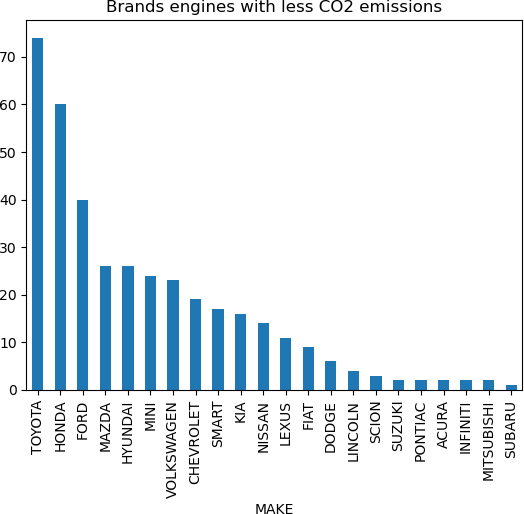 Brands engines with less CO2 emissions
70
60
50
40
30
20
10
0
TOYOTA
HONDA
FORD
MAZDA
HYUNDAI
MINI
VOLKSWAGEN
CHEVROLET
SMART
KIA
NISSAN
LEXUS
FIAT
DODGE
LINCOLN
SCION
SUZUKI
PONTIAC
ACURA
INFINITI
MITSUBISHI
SUBARU
MAKE